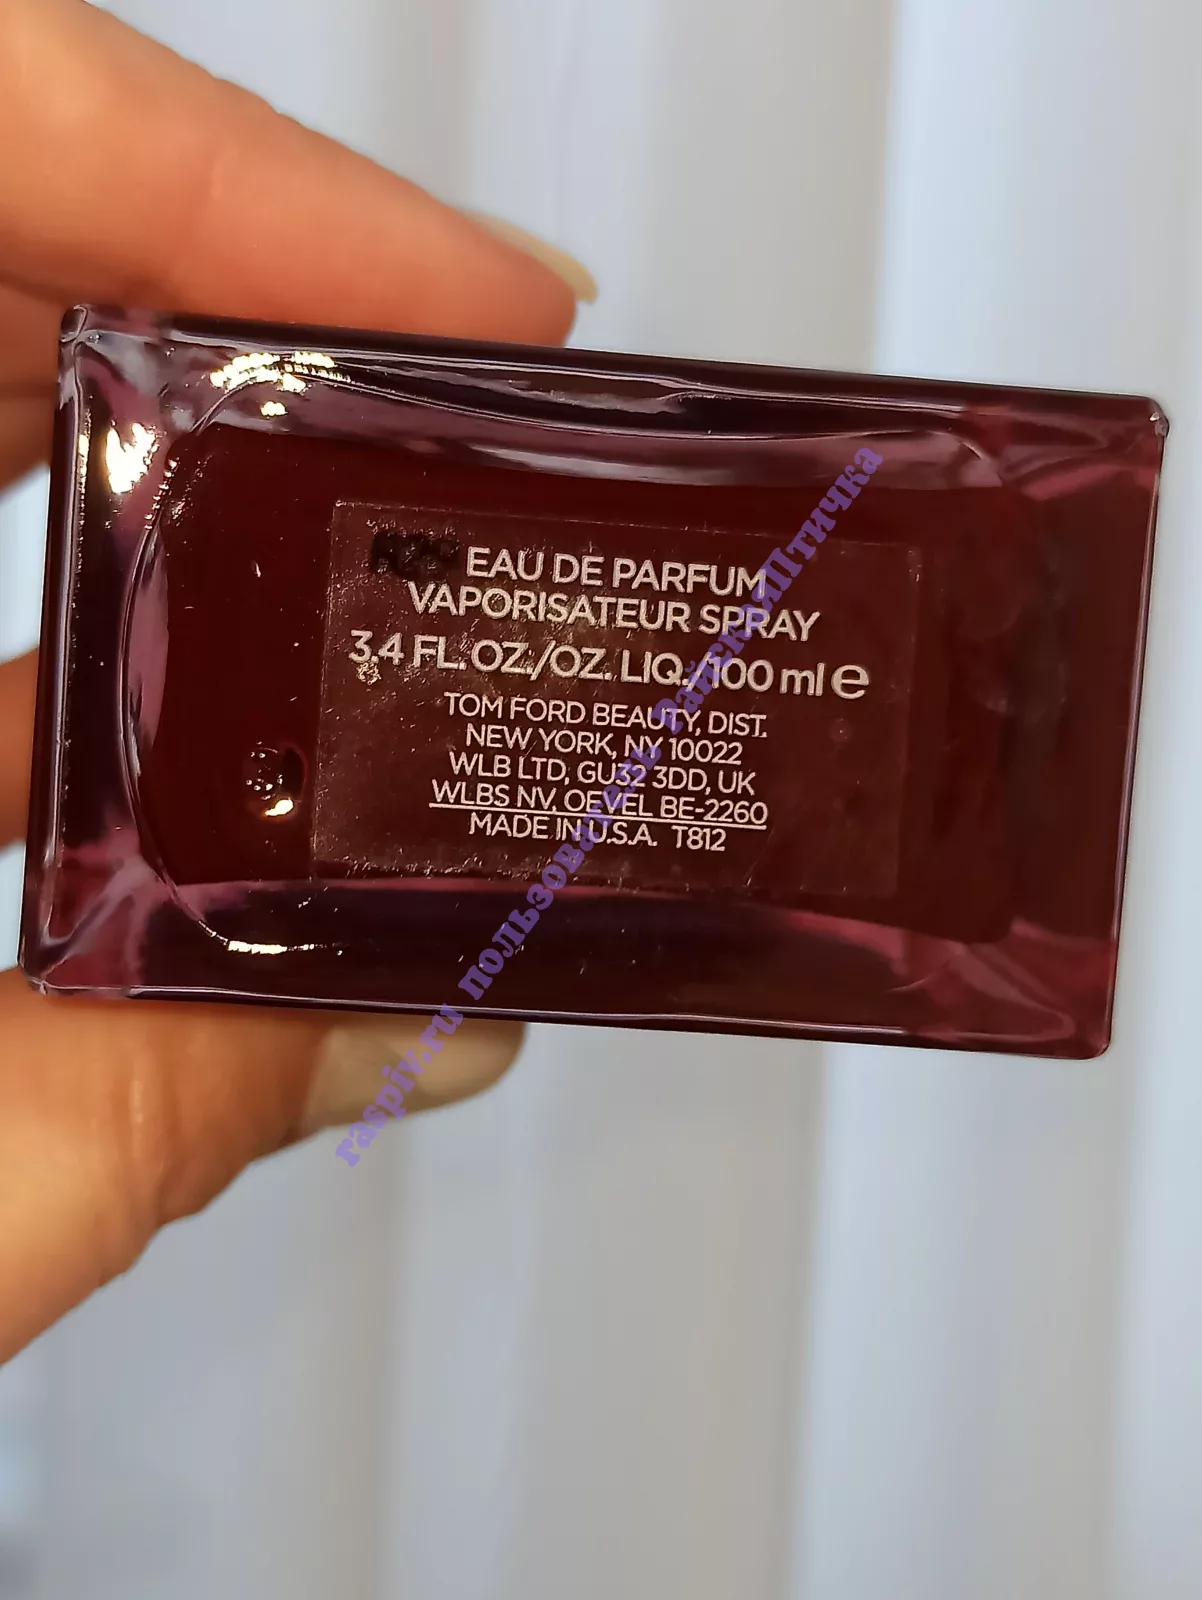 EAU DE PARFUM
VAPORISATEUR SPRAY
3.4 FL. OZ./OZ. LIQ./100 ml e
TOM FORD BEAUTY, DIST.
NEW YORK, NY 10022
WLB LTD, GU32 3DD, UK
WLBS NV, OEVEL BE-2260
MADE IN U.S.A. T812
raspiv.ru пользователь РайскаяПтичка